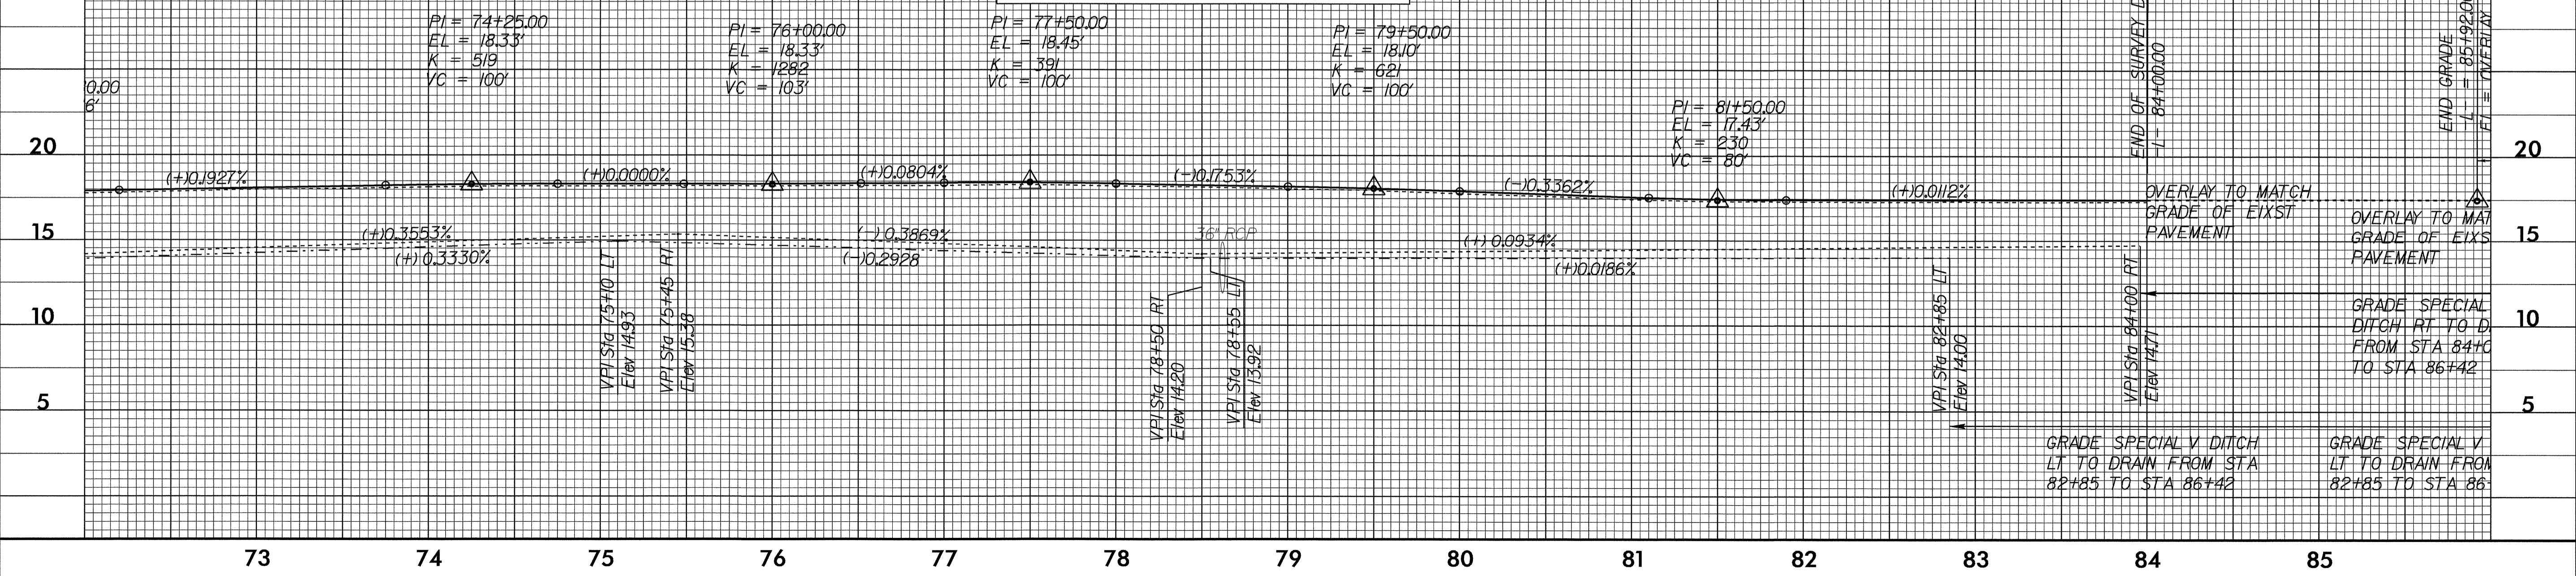 PI = 74+25.00
EL = 18.33'
K = 519
VC = 100'
PI = 76+00.00
EL = 18.33'
K = 1282
VC = 103'
PI = 77+50.00
EL = 18.45'
K = 391
VC = 100'
PI = 79+50.00
EL = 18.10'
K = 621
VC = 100'
PI = 81+50.00
EL = 17.43'
K = 230
VC = 80'
0.00
6'
END OF SURVEY
-L- 84+00.00
END GRADE
-L- = 85+92.0
EL = OVERLAY
20
20
(+)0.1927%
(+)0.0000%
(+)0.0804%
(-)0.1753%
(-)0.3362%
(+)0.0112%
OVERLAY TO MATCH
GRADE OF EIXST
PAVEMENT
OVERLAY TO MAT
GRADE OF EIXS
PAVEMENT
15
15
(+)0.3553%
(-) 0.3869%
36" RCP
(+) 0.0934%
(+) 0.3330%
(-)0.2928
(+)0.0186%
VPI Sta 75+10 LT
Elev 14.93
VPI Sta 75+45 RT
Elev 15.38
VPI Sta 78+50 RT
Elev 14.20
VPI Sta 78+55 LT
Elev 13.92
VPI Sta 82+85 LT
Elev 14.00
VPI Sta 84+00 RT
Elev 14.71
GRADE SPECIAL
DITCH RT TO D
FROM STA 84+0
TO STA 86+42
10
10
5
5
GRADE SPECIAL V DITCH
LT TO DRAIN FROM STA
82+85 TO STA 86+42
GRADE SPECIAL V
LT TO DRAIN FROM
82+85 TO STA 86+
73 74 75 76 77 78 79 80 81 82 83 84 85